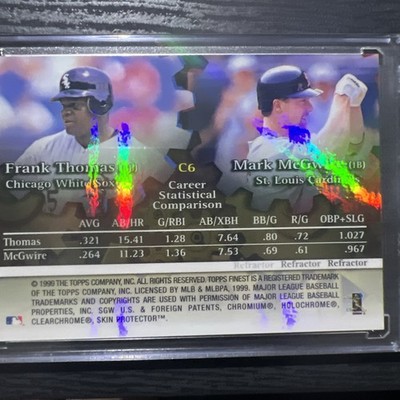 Frank Thomas
Chicago White Sox
C6
Mark McGwire (1B)
St. Louis Cardinals
Career
Statistical
Comparison
AVG AB/HR G/RBI AB/XBH BB/G R/G OBP+SLG
Thomas .321 15.41 1.28 7.64 .80 .72 1.027
McGwire .264 11.23 1.36 7.53 .69 .61 .967
Refractor Refractor Refractor
© 1999 THE TOPPS COMPANY, INC. ALL RIGHTS RESERVED. TOPPS FINEST IS A REGISTERED TRADEMARK
OF THE TOPPS COMPANY, INC. LICENSED BY MLB & MLBPA, 1999. MAJOR LEAGUE BASEBALL
TRADEMARKS AND COPYRIGHTS ARE USED WITH PERMISSION OF MAJOR LEAGUE BASEBALL
PROPERTIES, INC. SGW U.S. & FOREIGN PATENTS, CHROMIUM®, HOLOCHROME®,
CLEARCHROME®, SKIN PROTECTOR™.